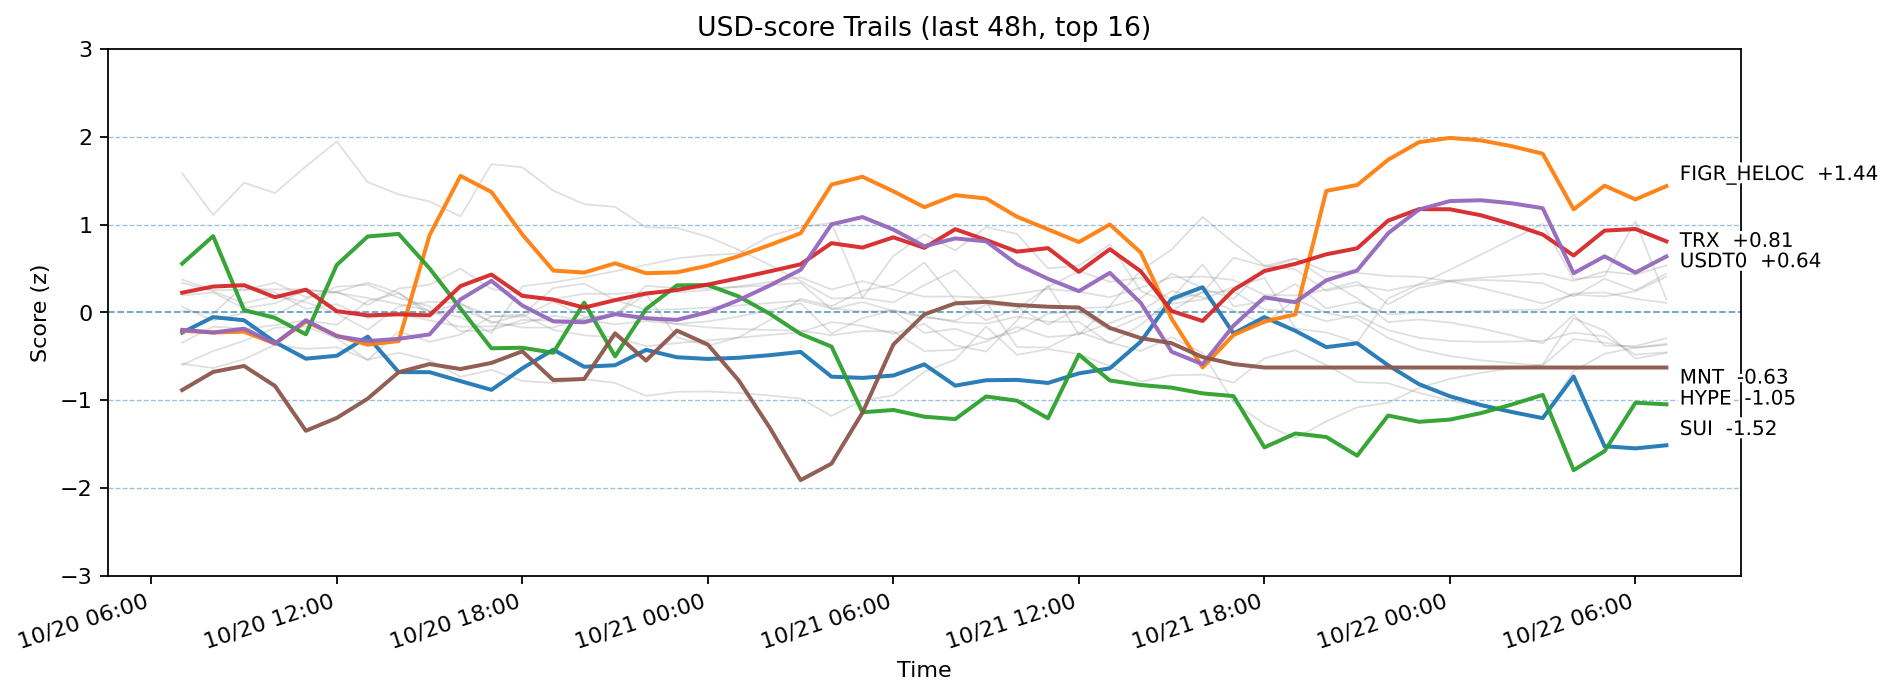 USD-score Trails (last 48h, top 16)
Score (z)
3
2
1
0
−1
−2
−3
FIGR_HELOC +1.44
TRX +0.81
USDT0 +0.64
MNT -0.63
HYPE -1.05
SUI -1.52
10/20 06:00
10/20 12:00
10/20 18:00
10/21 00:00
10/21 06:00
10/21 12:00
10/21 18:00
10/22 00:00
10/22 06:00
Time